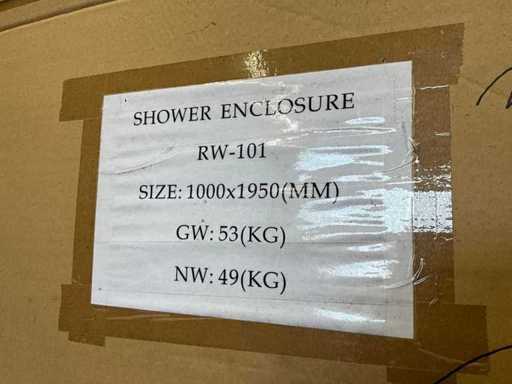 SHOWER ENCLOSURE
RW-101
SIZE: 1000x1950(MM)
GW: 53(KG)
NW: 49(KG)